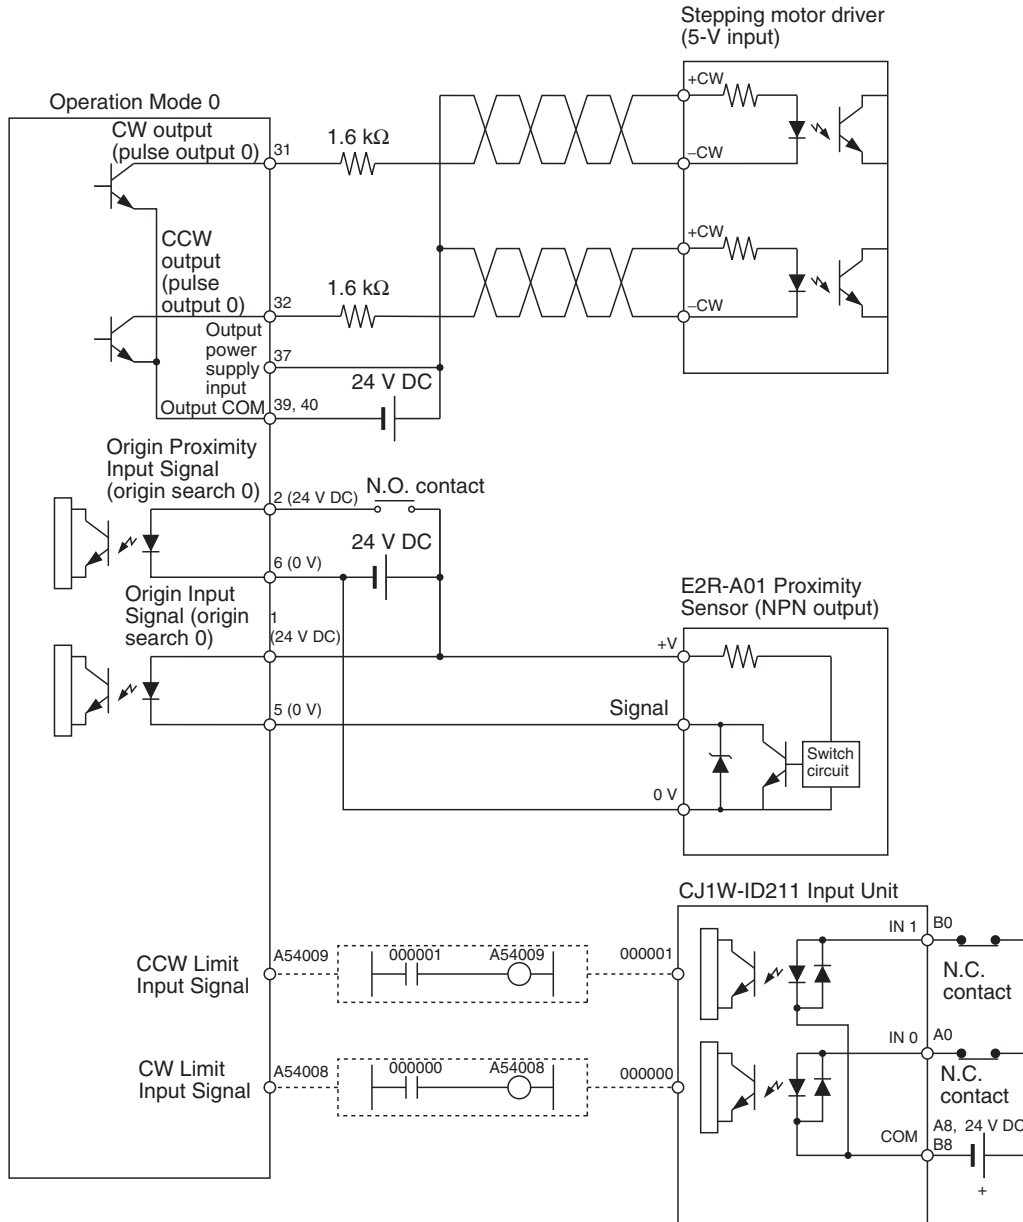 Stepping motor driver
(5-V input)
Operation Mode 0
CW output
(pulse output 0)
31
1.6 kΩ
+CW
−CW
CCW
output
(pulse
output 0)
32
1.6 kΩ
+CW
−CW
Output
power
supply
input
37
24 V DC
Output COM
39, 40
Origin Proximity
Input Signal
(origin search 0)
2 (24 V DC)
N.O. contact
24 V DC
6 (0 V)
Origin Input
Signal (origin
search 0)
1
(24 V DC)
5 (0 V)
E2R-A01 Proximity
Sensor (NPN output)
+V
Signal
Switch
circuit
0 V
CJ1W-ID211 Input Unit
CCW Limit
Input Signal
A54009
000001
A54009
000001
IN 1
B0
N.C.
contact
CW Limit
Input Signal
A54008
000000
A54008
000000
IN 0
A0
N.C.
contact
COM
A8,
B8
24 V DC
+